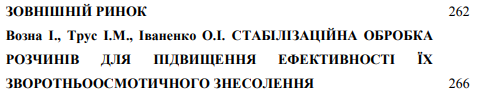 ЗОВНІШНІЙ РИНОК 262
Возна І., Трус І.М., Іваненко О.І. СТАБІЛІЗАЦІЙНА ОБРОБКА
РОЗЧИНІВ ДЛЯ ПІДВИЩЕННЯ ЕФЕКТИВНОСТІ ЇХ
ЗВОРОТНЬООСМОТИЧНОГО ЗНЕСОЛЕННЯ 266